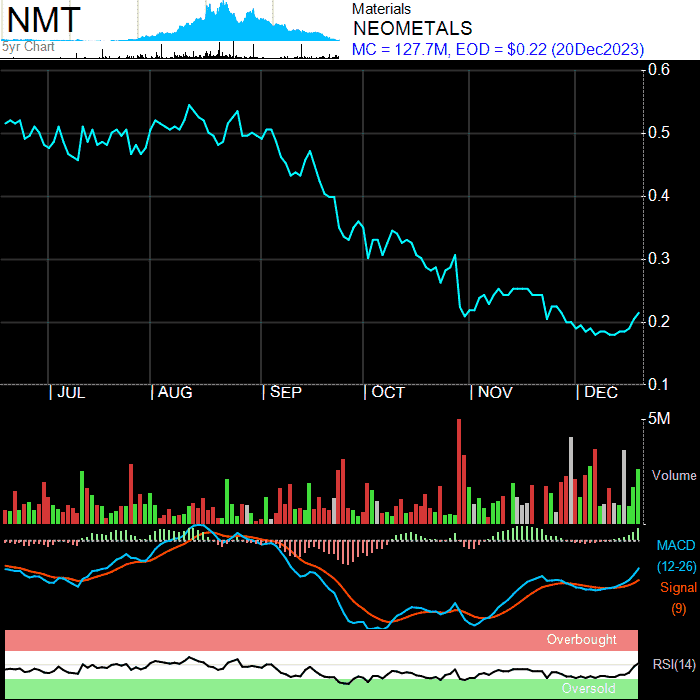 NMT
5yr Chart
Materials
NEOMETALS
MC = 127.7M, EOD = $0.22 (20Dec2023)
0.6
0.5
0.4
0.3
0.2
0.1
JUL AUG SEP OCT NOV DEC
5M
Volume
MACD
(12-26)
Signal
(9)
Overbought
RSI(14)
Oversold